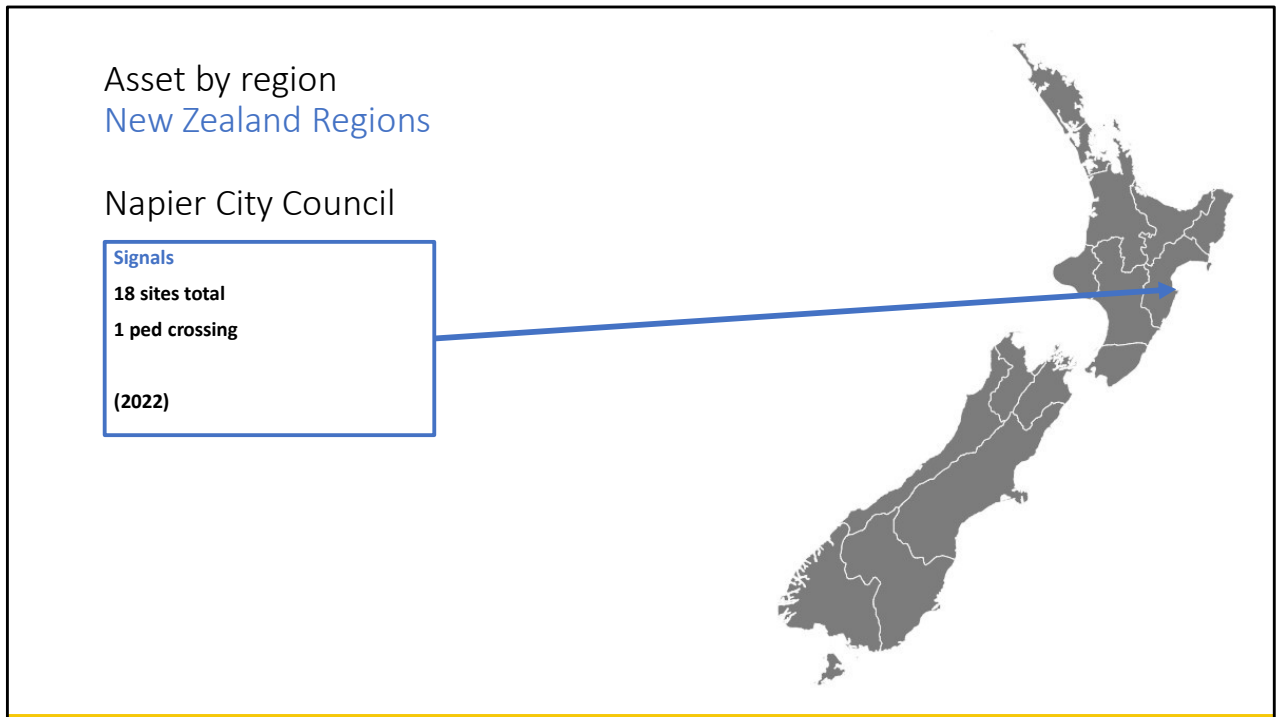 Asset by region
New Zealand Regions
Napier City Council
Signals
18 sites total
1 ped crossing
(2022)